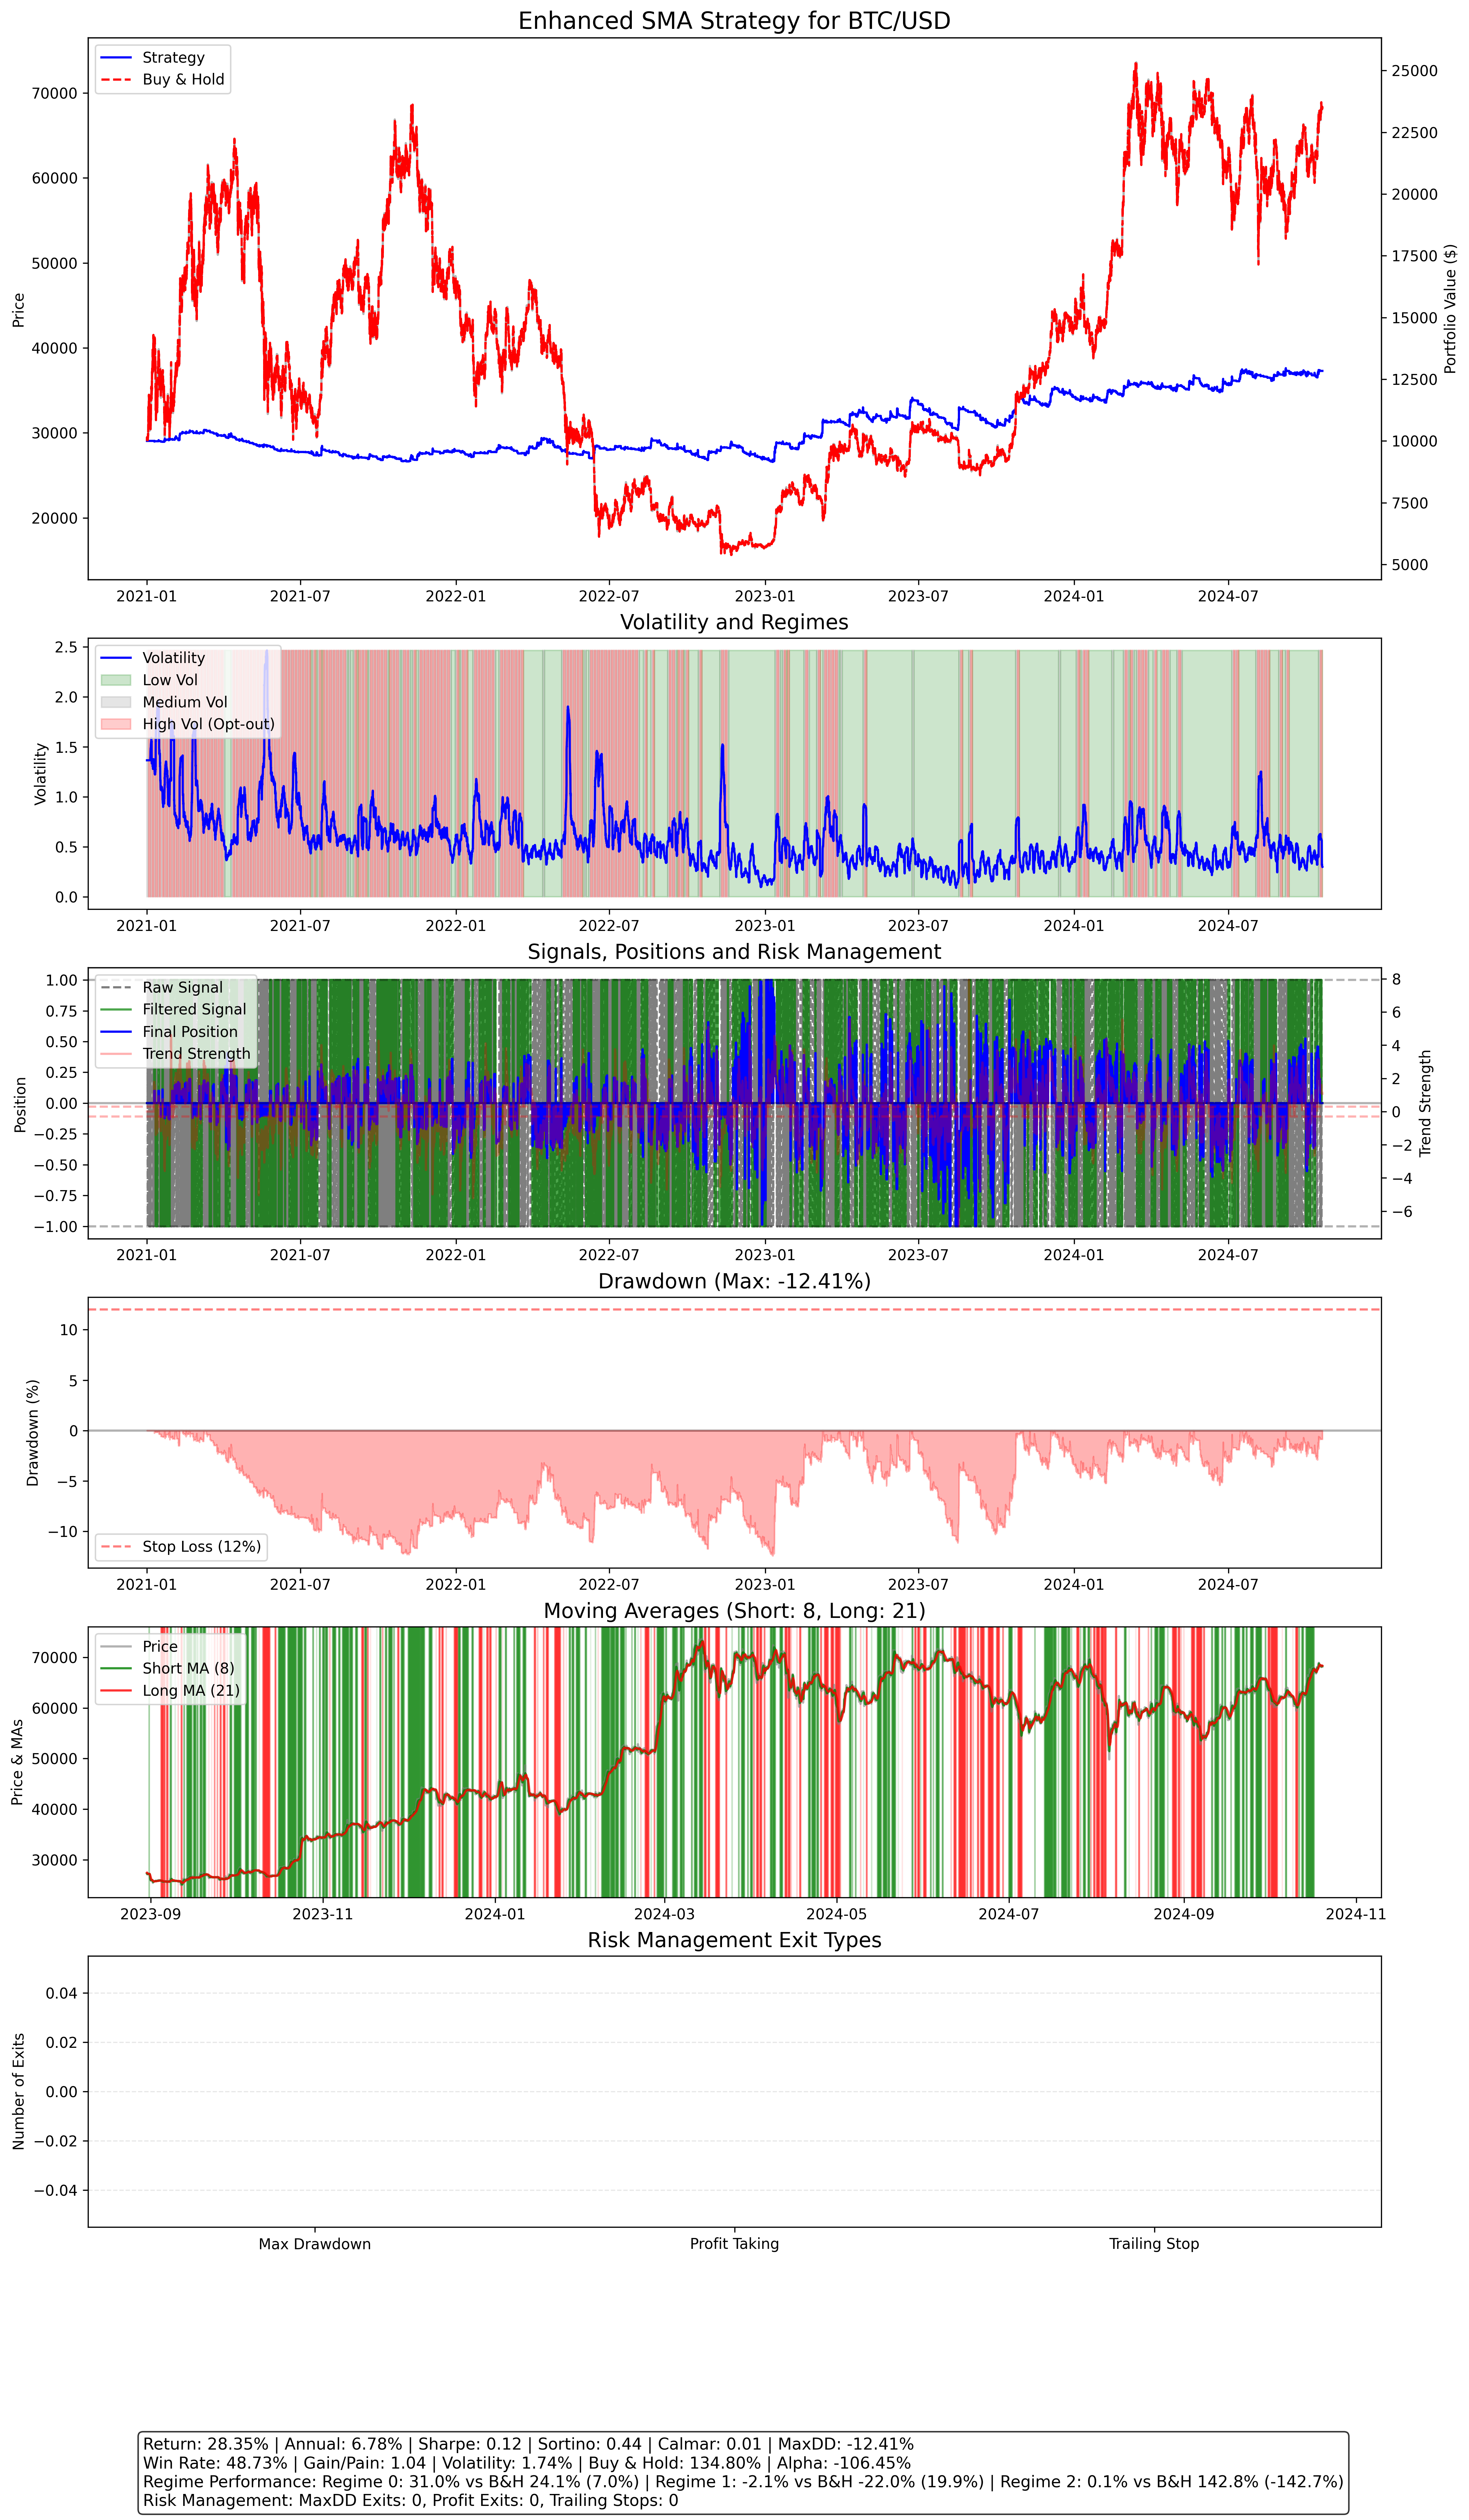 Enhanced SMA Strategy for BTC/USD
Strategy
Buy & Hold
70000
60000
50000
40000
30000
20000
Price
25000
22500
20000
17500
15000
12500
10000
7500
5000
Portfolio Value ($)
2021-01 2021-07 2022-01 2022-07 2023-01 2023-07 2024-01 2024-07
Volatility and Regimes
Volatility
Low Vol
Medium Vol
High Vol (Opt-out)
2.5
2.0
1.5
1.0
0.5
0.0
Volatility
2021-01 2021-07 2022-01 2022-07 2023-01 2023-07 2024-01 2024-07
Signals, Positions and Risk Management
Raw Signal
Filtered Signal
Final Position
Trend Strength
1.00
0.75
0.50
0.25
0.00
−0.25
−0.50
−0.75
−1.00
Position
8
6
4
2
0
−2
−4
−6
Trend Strength
2021-01 2021-07 2022-01 2022-07 2023-01 2023-07 2024-01 2024-07
Drawdown (Max: -12.41%)
10
5
0
−5
−10
Drawdown (%)
Stop Loss (12%)
2021-01 2021-07 2022-01 2022-07 2023-01 2023-07 2024-01 2024-07
Moving Averages (Short: 8, Long: 21)
Price
Short MA (8)
Long MA (21)
70000
60000
50000
40000
30000
Price & MAs
2023-09 2023-11 2024-01 2024-03 2024-05 2024-07 2024-09 2024-11
Risk Management Exit Types
0.04
0.02
0.00
−0.02
−0.04
Number of Exits
Max Drawdown Profit Taking Trailing Stop
Return: 28.35% | Annual: 6.78% | Sharpe: 0.12 | Sortino: 0.44 | Calmar: 0.01 | MaxDD: -12.41%
Win Rate: 48.73% | Gain/Pain: 1.04 | Volatility: 1.74% | Buy & Hold: 134.80% | Alpha: -106.45%
Regime Performance: Regime 0: 31.0% vs B&H 24.1% (7.0%) | Regime 1: -2.1% vs B&H -22.0% (19.9%) | Regime 2: 0.1% vs B&H 142.8% (-142.7%)
Risk Management: MaxDD Exits: 0, Profit Exits: 0, Trailing Stops: 0